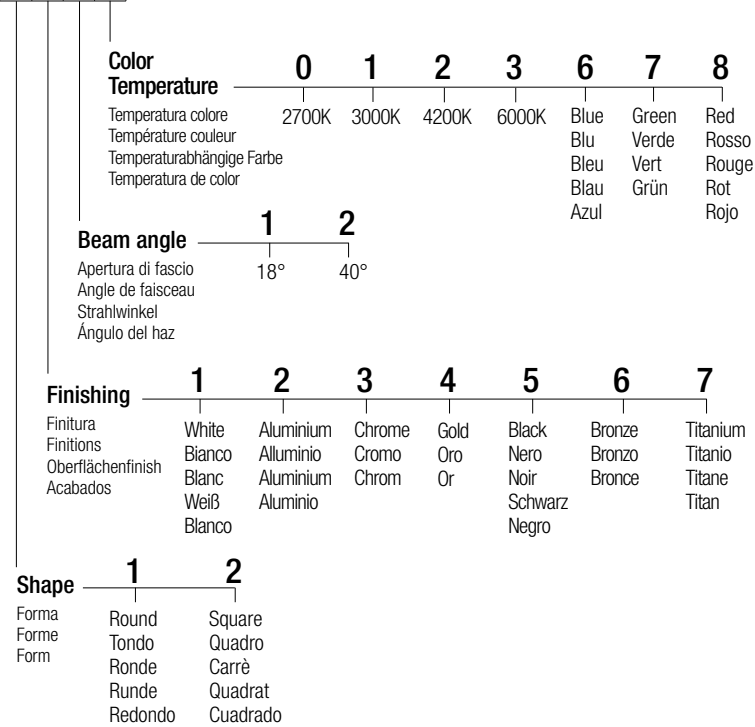 Color
Temperature
0 1 2 3 6 7 8
Temperatura colore
Température couleur
Temperaturabhängige Farbe
Temperatura de color
2700K 3000K 4200K 6000K Blue Green Red
Blu Verde Rosso
Bleu Vert Rouge
Blau Grün Rot
Azul Rojo
Beam angle 1 2
Apertura di fascio 18° 40°
Angle de faisceau
Strahlwinkel
Ángulo del haz
Finishing 1 2 3 4 5 6 7
Finitura
Finitions
Oberflächenfinish
Acabados
White Aluminium Chrome Gold Black Bronze Titanium
Bianco Alluminio Cromo Oro Nero Bronzo Titanio
Blanc Aluminium Chrom Or Noir Bronce Titane
Weiß Aluminio Schwarz Titan
Blanco Negro
Shape 1 2
Forma
Forme
Form
Round Square
Tondo Quadro
Ronde Carrè
Runde Quadrat
Redondo Cuadrado